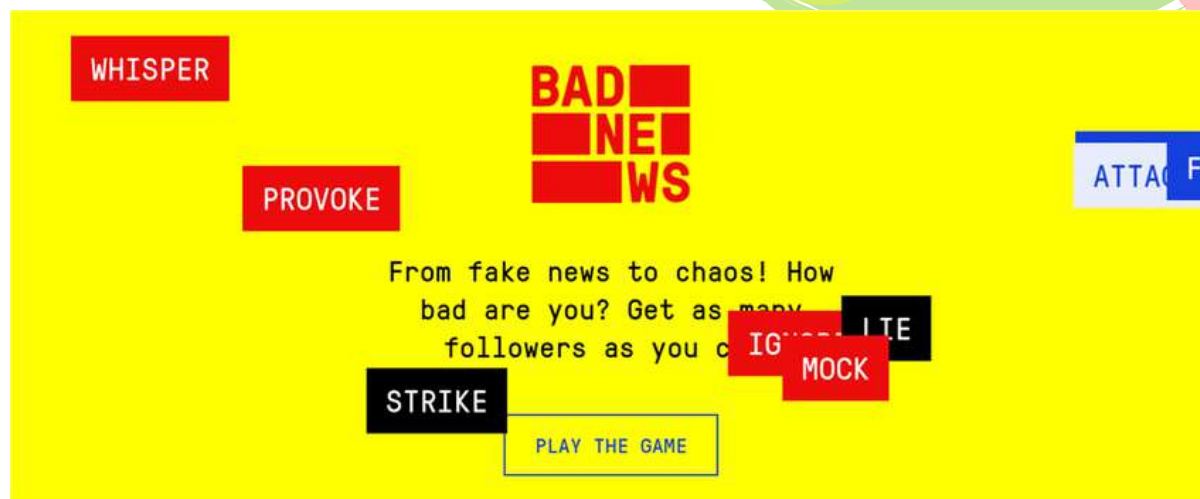 WHISPER
BAD
NE
WS
PROVOKE
From fake news to chaos! How
bad are you? Get as many
followers as you c
LIE
MOCK
STRIKE
PLAY THE GAME